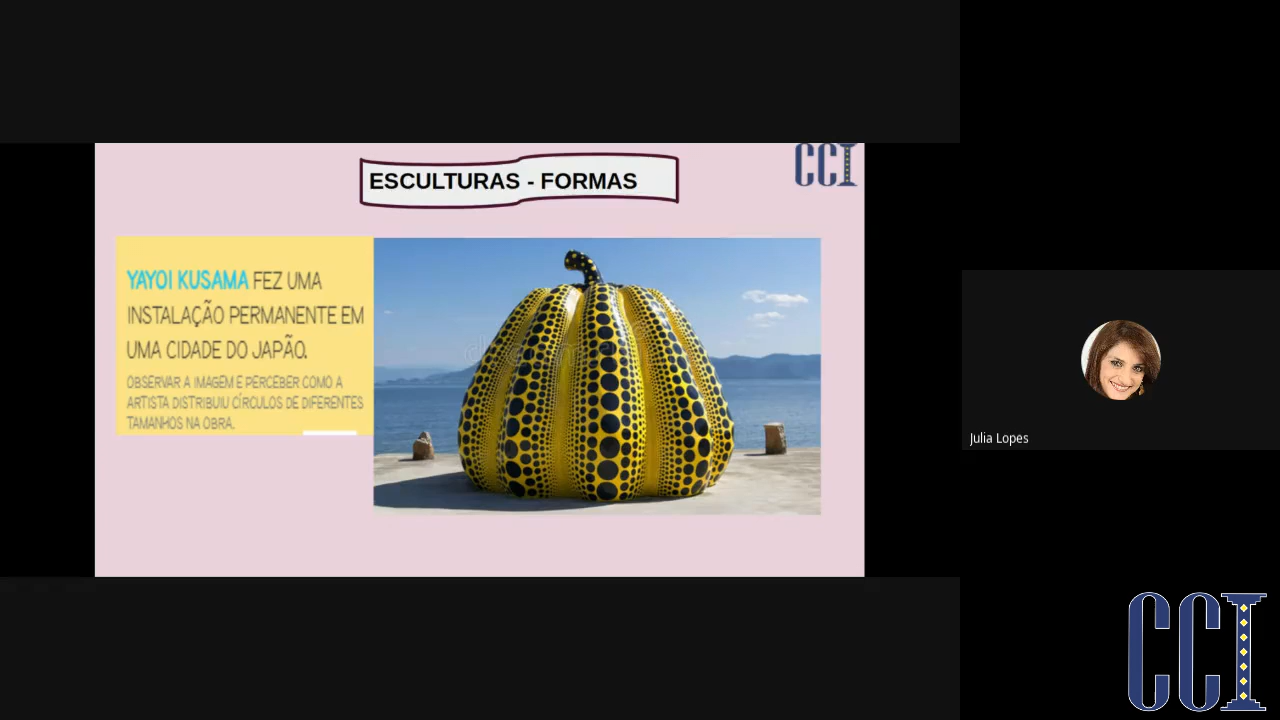 ESCULTURAS - FORMAS
CCI
YAYOI KUSAMA FEZ UMA
INSTALAÇÃO PERMANENTE EM
UMA CIDADE DO JAPÃO.
OBSERVAR A IMAGEM E PERCEBER COMO A
ARTISTA DISTRIBUIU CÍRCULOS DE DIFERENTES
TAMANHOS NA OBRA.
Julia Lopes
CCI